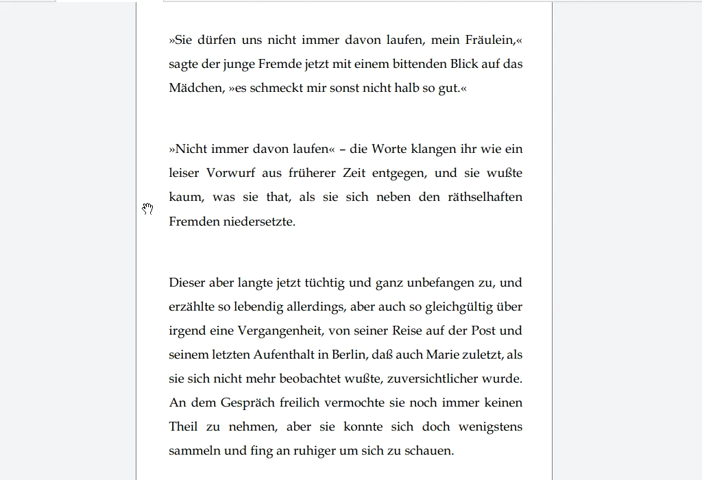 »Sie dürfen uns nicht immer davon laufen, mein Fräulein,«
sagte der junge Fremde jetzt mit einem bittenden Blick auf das
Mädchen, »es schmeckt mir sonst nicht halb so gut.«
»Nicht immer davon laufen« – die Worte klangen ihr wie ein
leiser Vorwurf aus früherer Zeit entgegen, und sie wußte
kaum, was sie that, als sie sich neben den räthselhaften
Fremden niedersetzte.
Dieser aber langte jetzt tüchtig und ganz unbefangen zu, und
erzählte so lebendig allerdings, aber auch so gleichgültig über
irgend eine Vergangenheit, von seiner Reise auf der Post und
seinem letzten Aufenthalt in Berlin, daß auch Marie zuletzt, als
sie sich nicht mehr beobachtet wußte, zuversichtlicher wurde.
An dem Gespräch freilich vermochte sie noch immer keinen
Theil zu nehmen, aber sie konnte sich doch wenigstens
sammeln und fing an ruhiger um sich zu schauen.